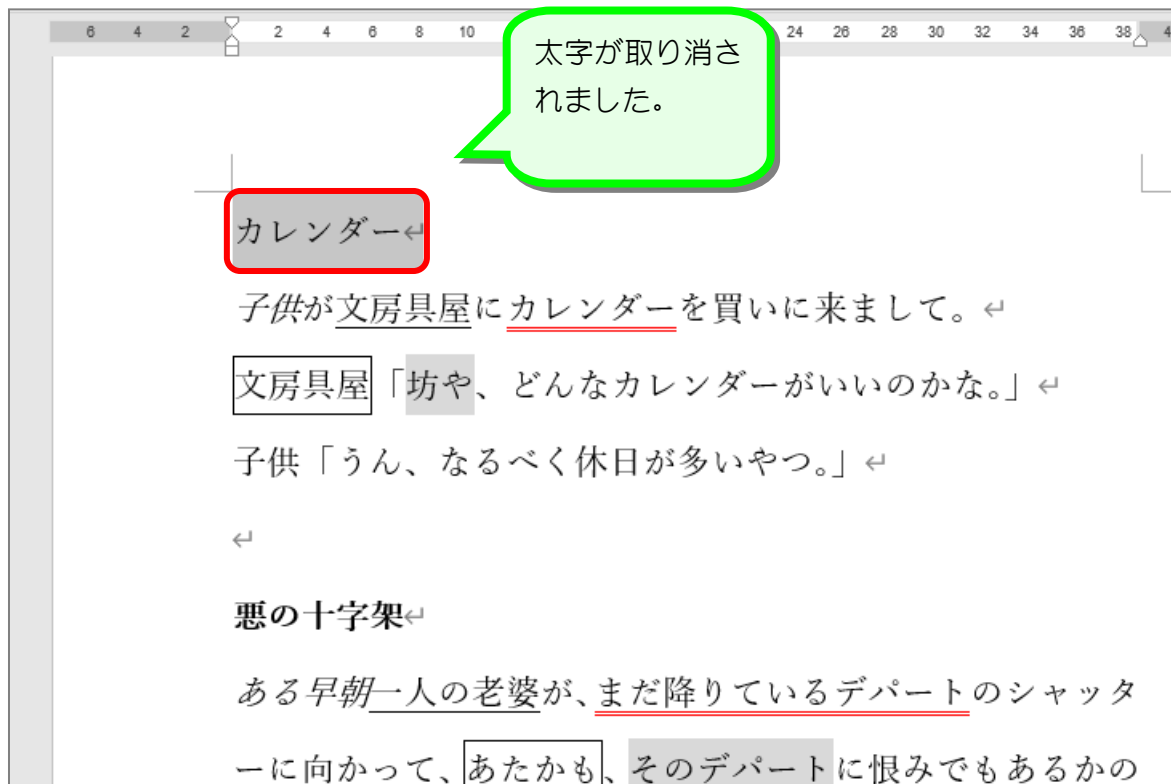 6 4 2 2 4 6 8 10 24 26 28 30 32 34 36 38 4
太字が取り消さ
れました。
カレンダー↵
子供が文房具屋にカレンダーを買いに来まして。↵
文房具屋「坊や、どんなカレンダーがいいのかな。」↵
子供「うん、なるべく休日が多いやつ。」↵
↵
悪の十字架↵
ある早朝一人の老婆が、まだ降りているデパートのシャッタ
ーに向かって、あたかも、そのデパートに恨みでもあるかの